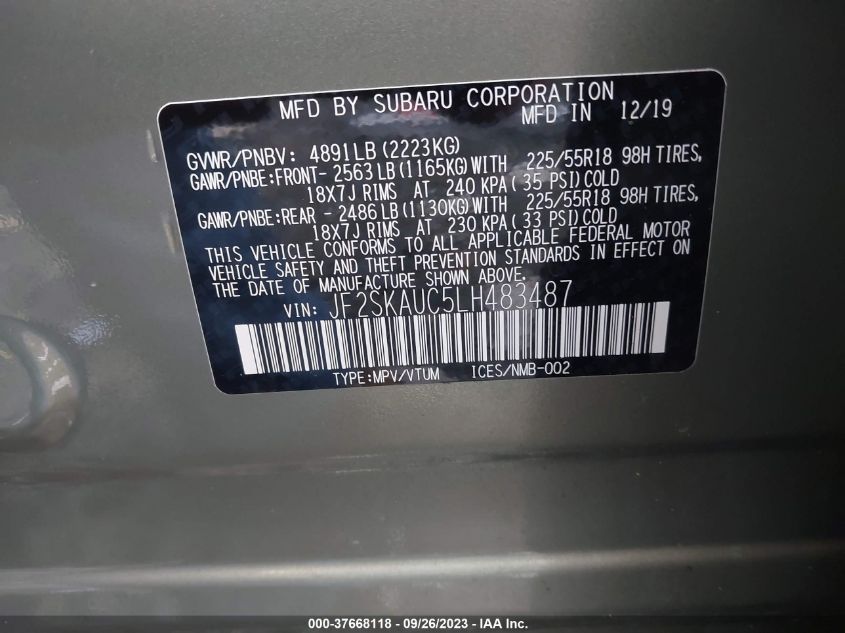 MFD BY SUBARU CORPORATION
MFD IN 12/19
GVWR/PNBV: 4891LB (2223KG)
GAWR/PNBE:FRONT- 2563LB (1165KG) WITH 225/55R18 98H TIRES,
18X7J RIMS AT 240 KPA( 35 PSI) COLD
GAWR/PNBE:REAR - 2486LB (1130KG) WITH 225/55R18 98H TIRES,
18X7J RIMS AT 230 KPA( 33 PSI) COLD
THIS VEHICLE CONFORMS TO ALL APPLICABLE FEDERAL MOTOR
VEHICLE SAFETY AND THEFT PREVENTION STANDARDS IN EFFECT ON
THE DATE OF MANUFACTURE SHOWN ABOVE.
VIN: JF2SKAUC5LH483487
TYPE:MPV/VTUM ICES/NMB-002
000-37668118 - 09/26/2023 - IAA Inc.